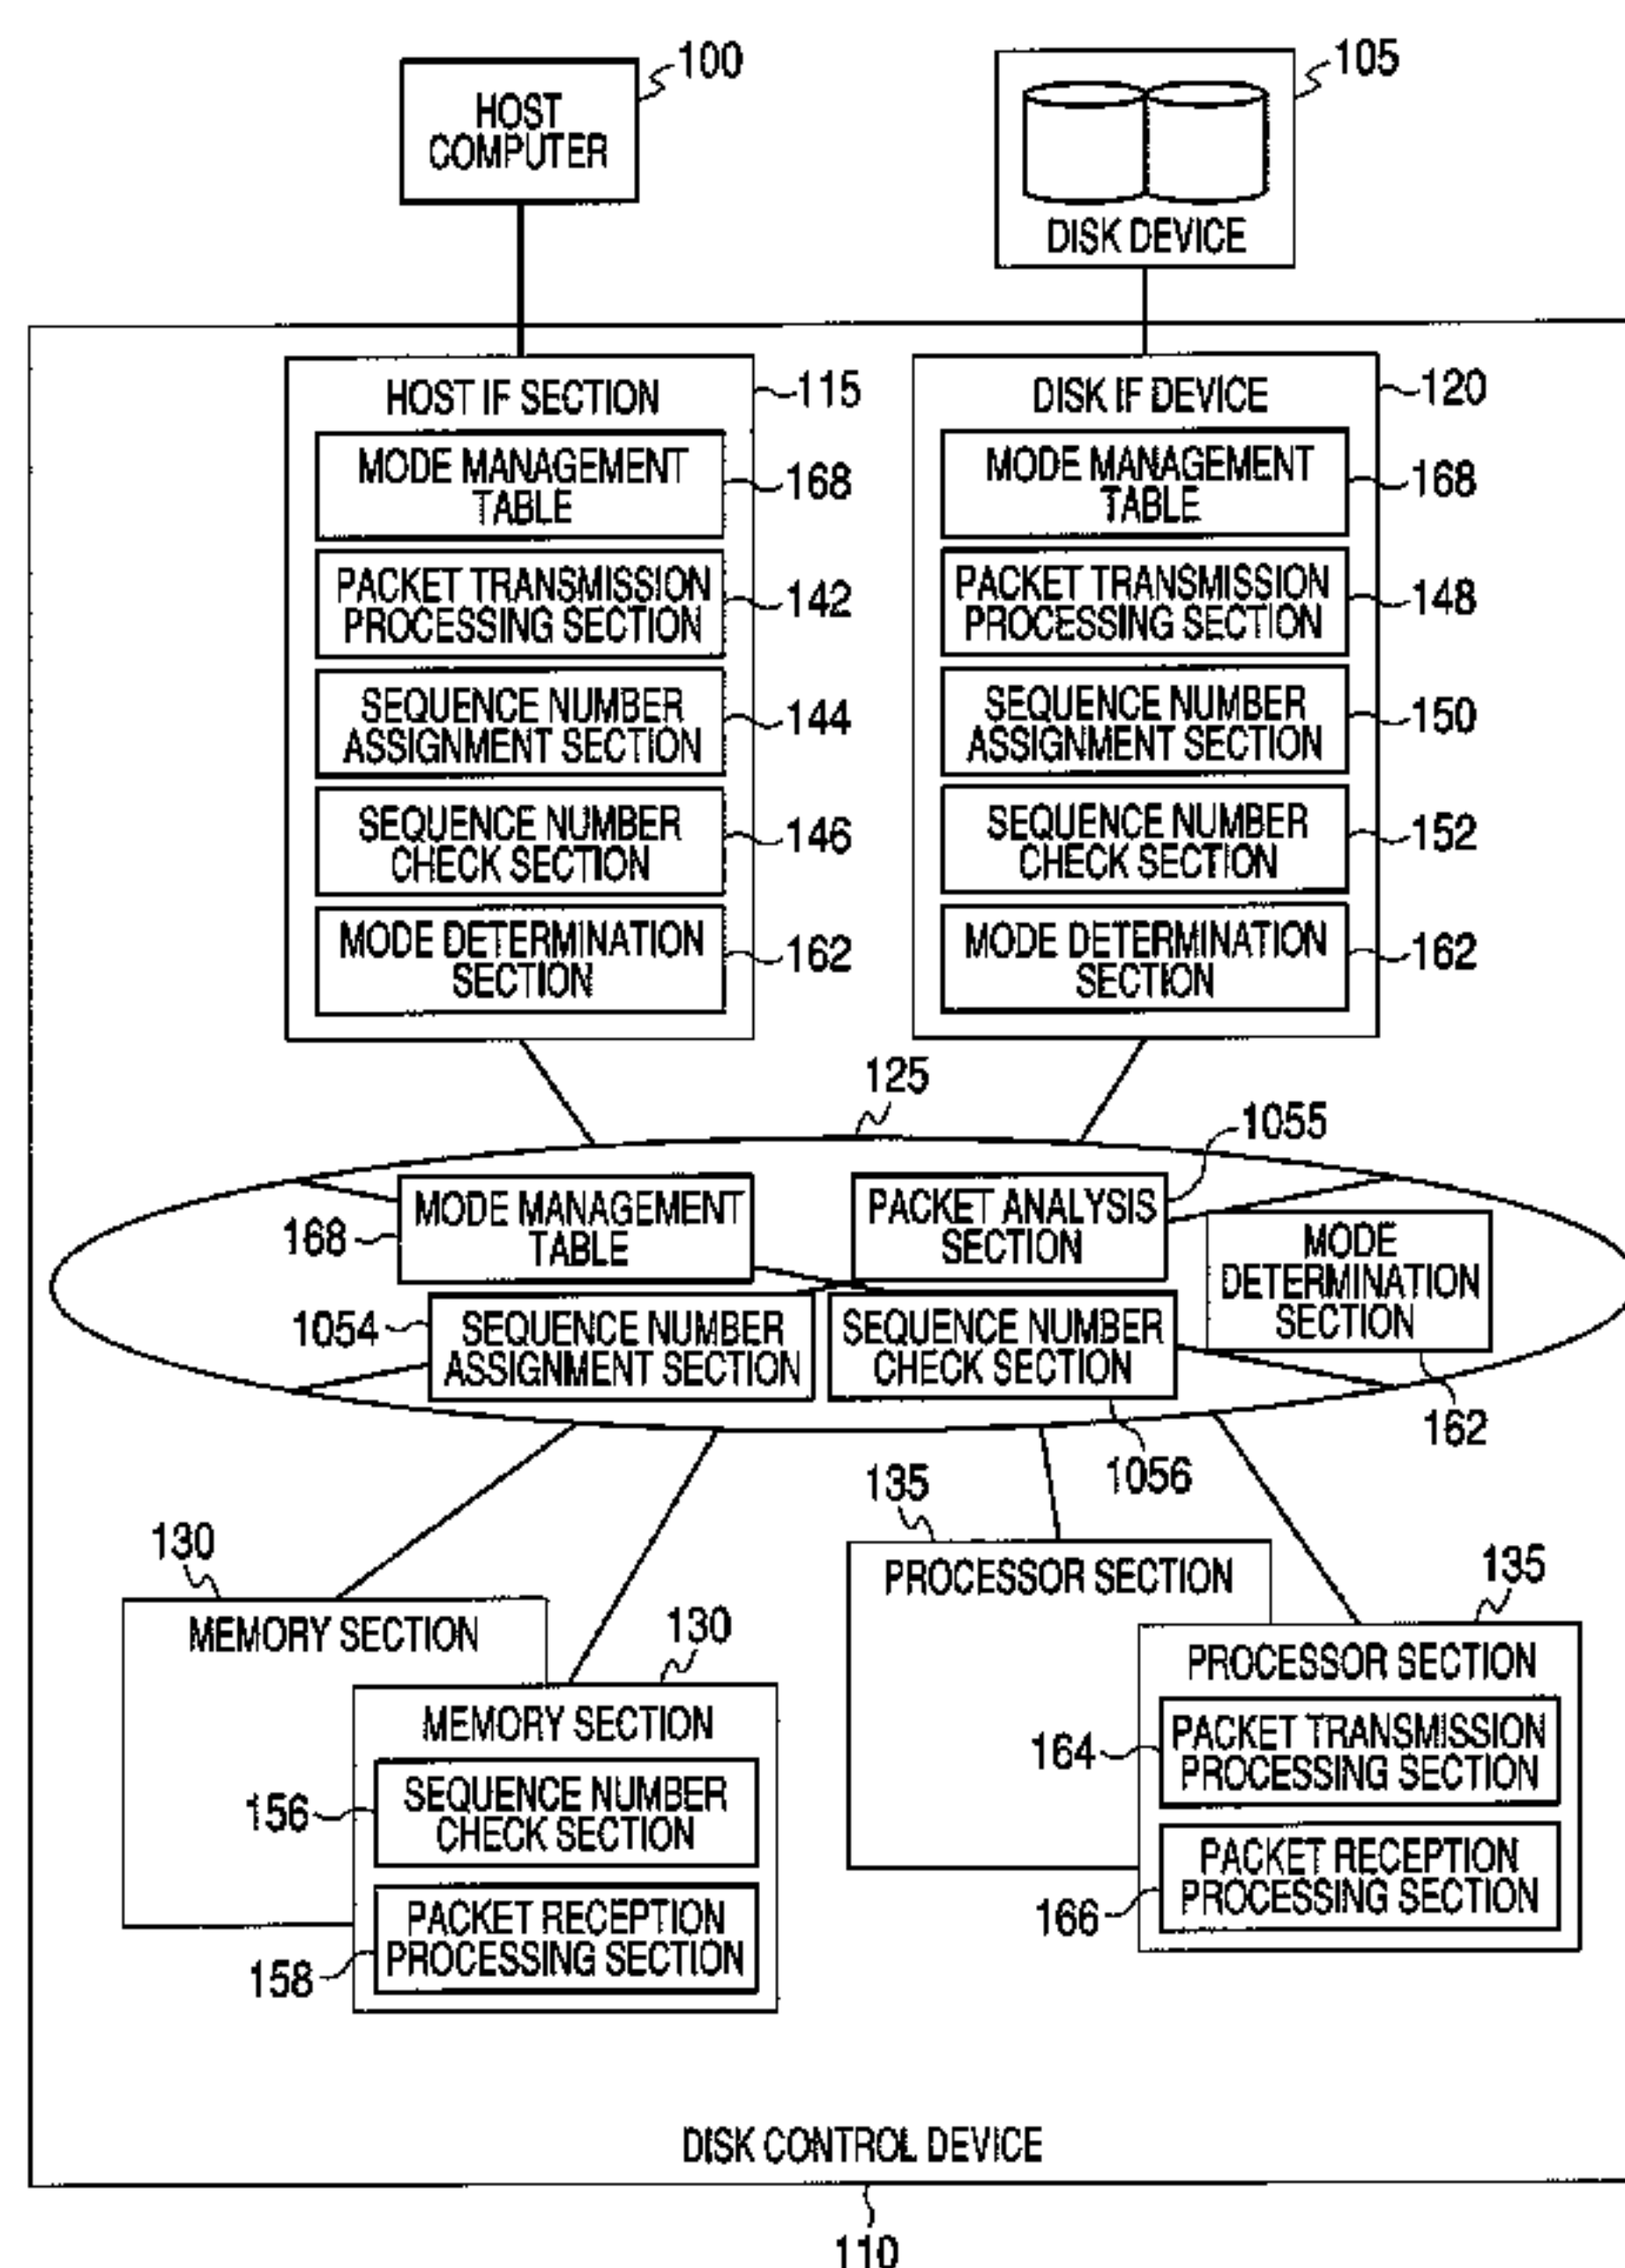 100
HOST
COMPUTER
105
DISK DEVICE
HOST IF SECTION
115
MODE MANAGEMENT
TABLE
168
PACKET TRANSMISSION
PROCESSING SECTION
142
SEQUENCE NUMBER
ASSIGNMENT SECTION
144
SEQUENCE NUMBER
CHECK SECTION
146
MODE DETERMINATION
SECTION
162
DISK IF DEVICE
120
MODE MANAGEMENT
TABLE
168
PACKET TRANSMISSION
PROCESSING SECTION
148
SEQUENCE NUMBER
ASSIGNMENT SECTION
150
SEQUENCE NUMBER
CHECK SECTION
152
MODE DETERMINATION
SECTION
162
125
1055
168
MODE MANAGEMENT
TABLE
PACKET ANALYSIS
SECTION
MODE
DETERMINATION
SECTION
162
1054
SEQUENCE NUMBER
ASSIGNMENT SECTION
SEQUENCE NUMBER
CHECK SECTION
1056
130
MEMORY SECTION
130
MEMORY SECTION
156
SEQUENCE NUMBER
CHECK SECTION
158
PACKET RECEPTION
PROCESSING SECTION
135
PROCESSOR SECTION
135
PROCESSOR SECTION
164
PACKET TRANSMISSION
PROCESSING SECTION
166
PACKET RECEPTION
PROCESSING SECTION
DISK CONTROL DEVICE
110